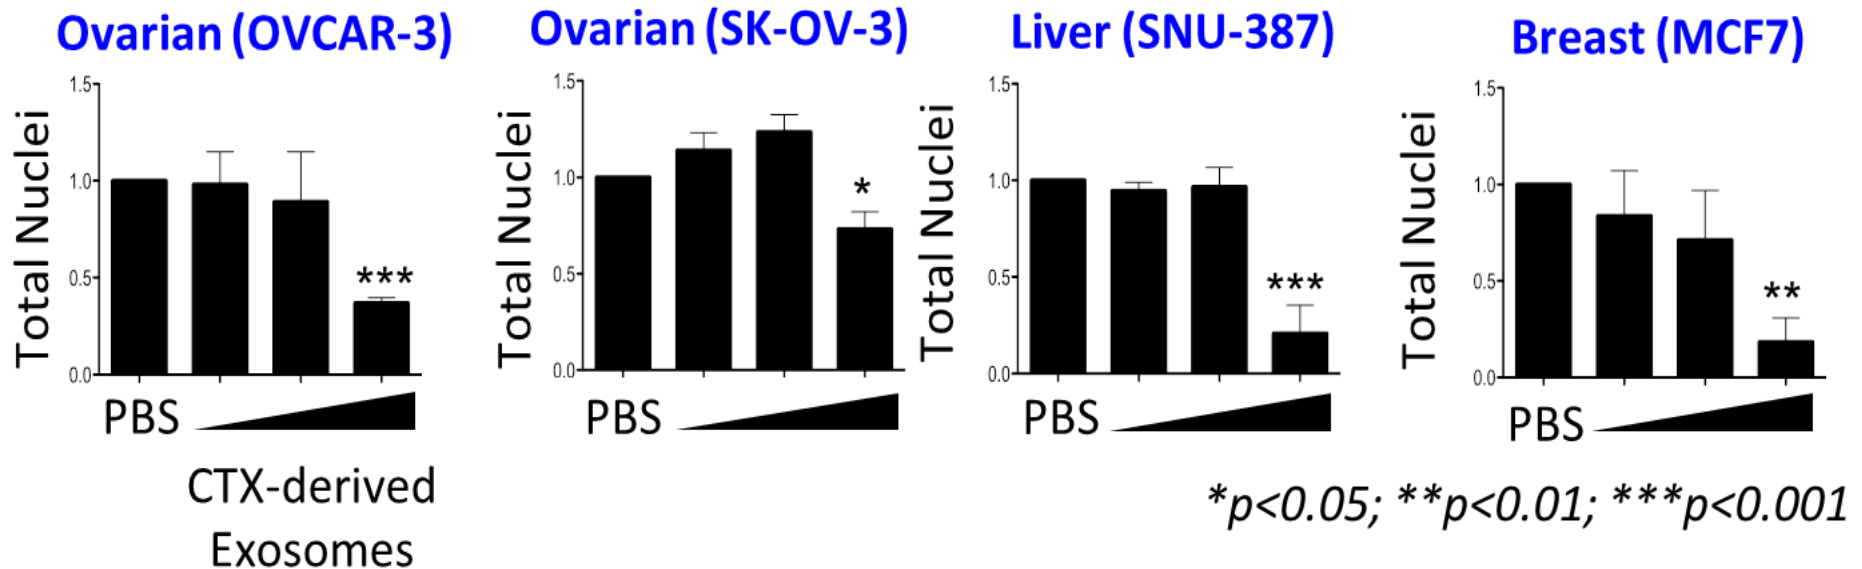 Ovarian (OVCAR-3)
Total Nuclei
1.5
1.0
0.5
0.0
***
PBS
CTX-derived
Exosomes
Ovarian (SK-OV-3)
Total Nuclei
1.5
1.0
0.5
0.0
*
PBS
Liver (SNU-387)
Total Nuclei
1.5
1.0
0.5
0.0
***
PBS
Breast (MCF7)
Total Nuclei
1.5
1.0
0.5
0.0
**
PBS
*p<0.05; **p<0.01; ***p<0.001